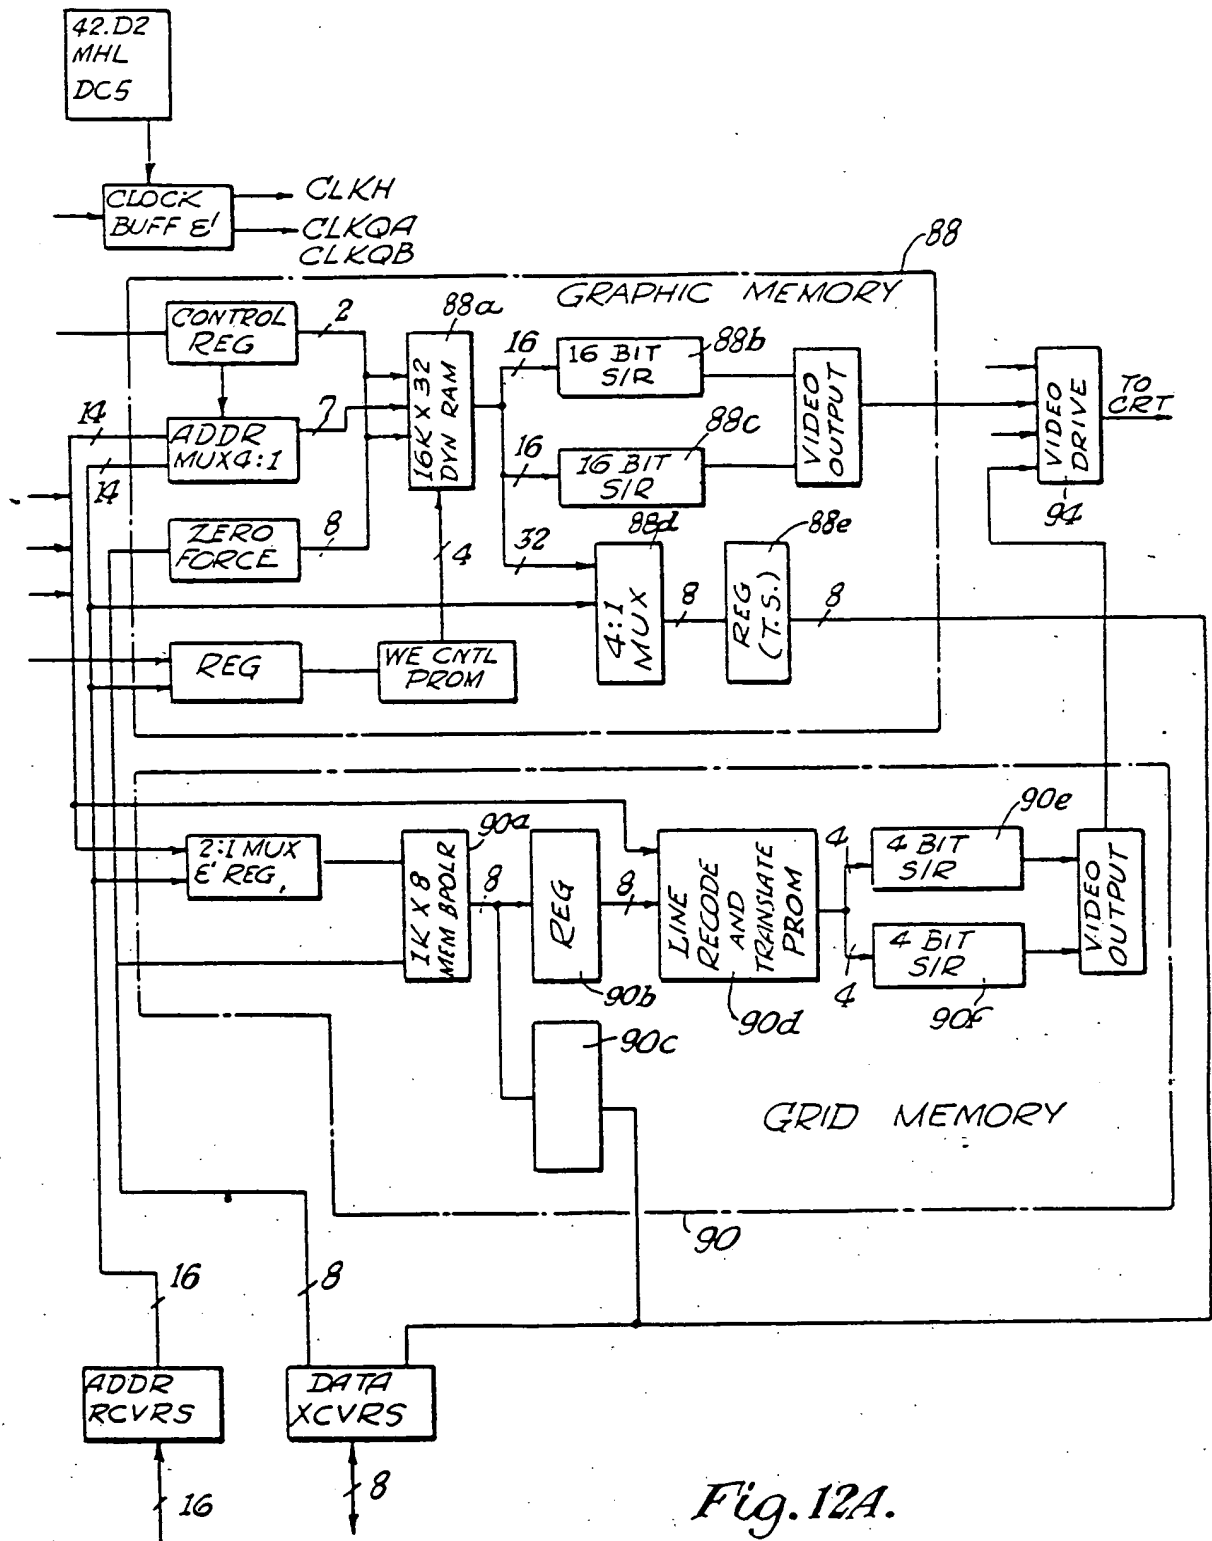 42.D2
MHL
DC5
CLOCK
BUFF &
CLKH
CLKQA
CLKQB
88
GRAPHIC MEMORY
CONTROL
REG
2
88a
16K X 32
DYN RAM
16
16 BIT
S/R
88b
VIDEO
OUTPUT
VIDEO
DRIVE
TO
CRT
94
14
14
ADDR
MUX 4:1
7
16
16 BIT
S/R
88c
ZERO
FORCE
8
4
32
88d
4:1
MUX
8
88e
REG
(T.S.)
8
REG
WE CNTL
PROM
2:1 MUX
& REG,
90a
1K X 8
MEM BPOLR
8
REG
90b
8
LINE
RECODE
AND
TRANSLATE
PROM
90d
4
4 BIT
S/R
90e
4
4 BIT
S/R
90f
VIDEO
OUTPUT
90c
GRID MEMORY
90
16
8
ADDR
RCVRS
DATA
XCVRS
16
8
Fig. 12A.